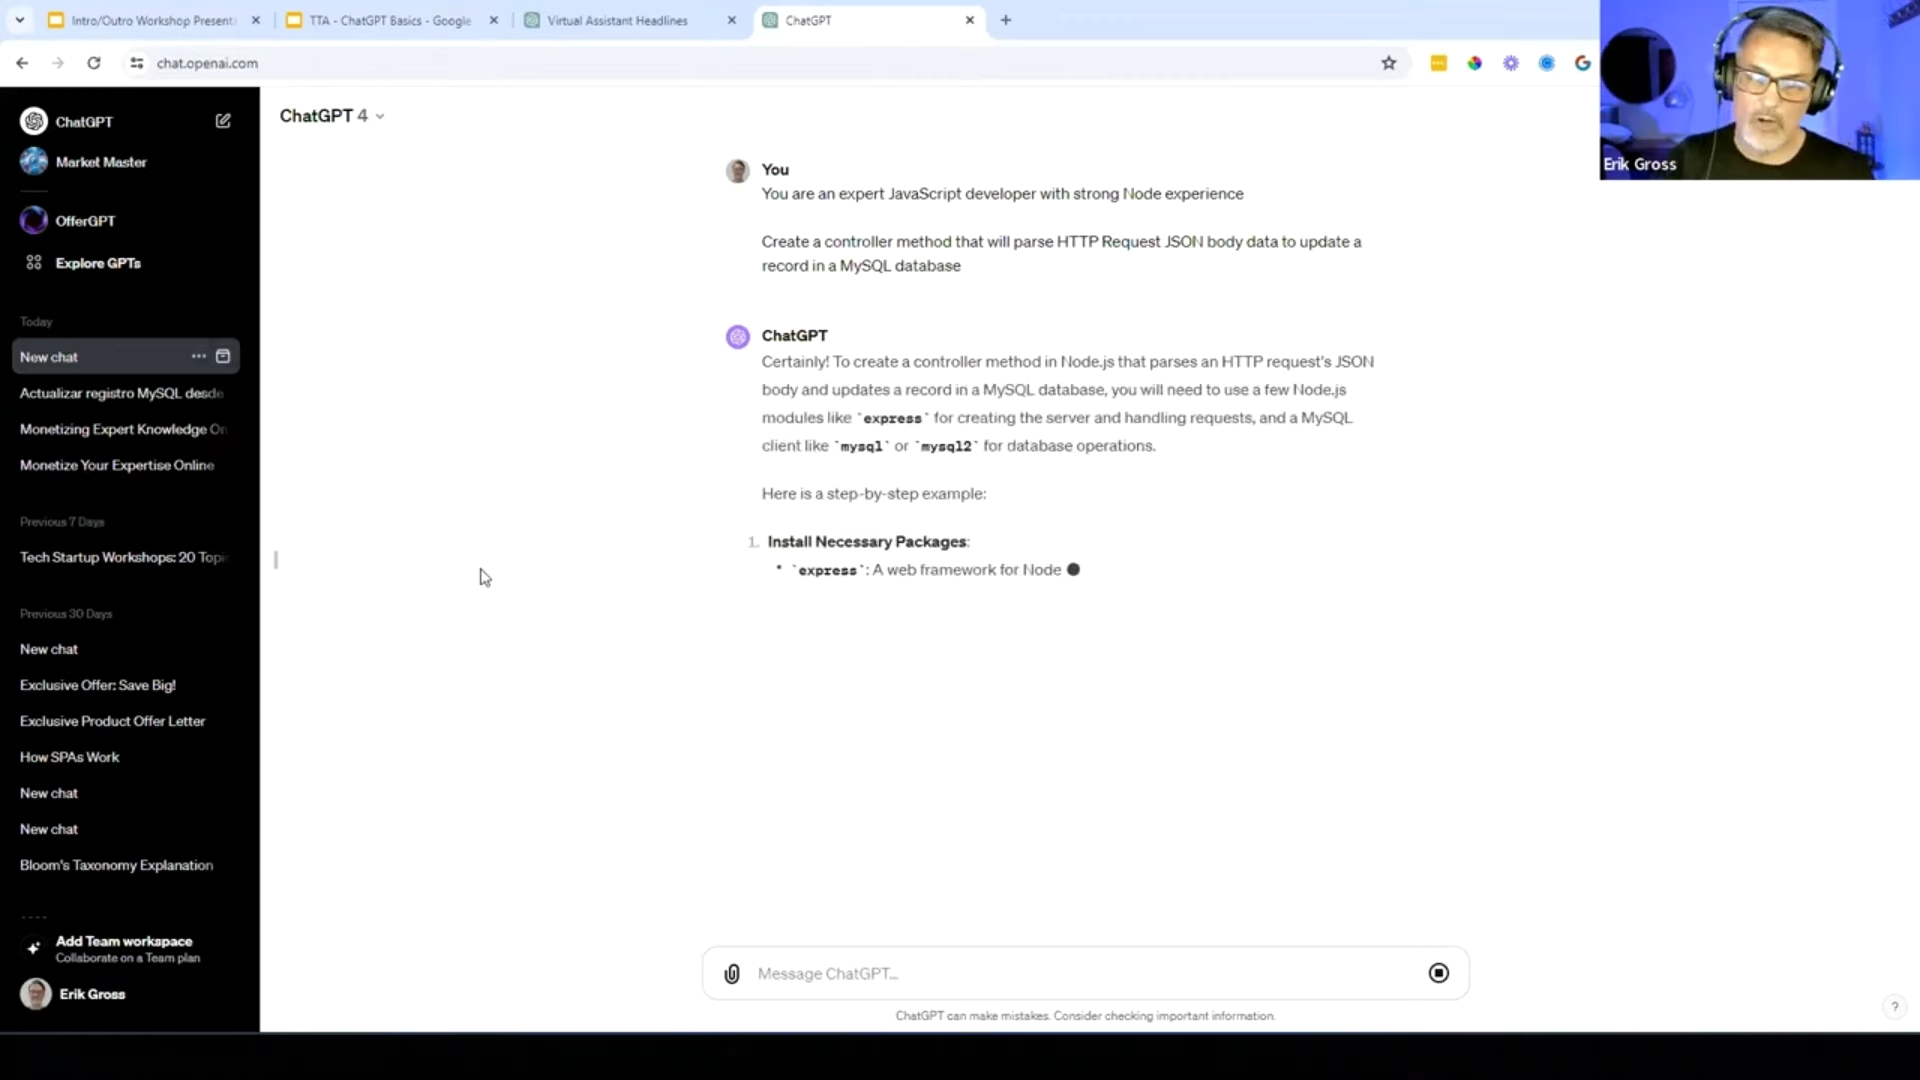 Intro/Outro Workshop Present
TTA - ChatGPT Basics - Google
Virtual Assistant Headlines
ChatGPT
chat.openai.com
Erik Gross
ChatGPT
Market Master
OfferGPT
Explore GPTs
Today
New chat
Actualizar registro MySQL desde
Monetizing Expert Knowledge On
Monetize Your Expertise Online
Previous 7 Days
Tech Startup Workshops: 20 Topi
Previous 30 Days
New chat
Exclusive Offer: Save Big!
Exclusive Product Offer Letter
How SPAs Work
New chat
New chat
Bloom's Taxonomy Explanation
Add Team workspace
Collaborate on a Team plan
Erik Gross
ChatGPT 4
You
You are an expert JavaScript developer with strong Node experience
Create a controller method that will parse HTTP Request JSON body data to update a
record in a MySQL database
ChatGPT
Certainly! To create a controller method in Node.js that parses an HTTP request's JSON
body and updates a record in a MySQL database, you will need to use a few Node.js
modules like `express` for creating the server and handling requests, and a MySQL
client like `mysql` or `mysql2` for database operations.
Here is a step-by-step example:
1. Install Necessary Packages:
• `express`: A web framework for Node
Message ChatGPT...
ChatGPT can make mistakes. Consider checking important information.
?